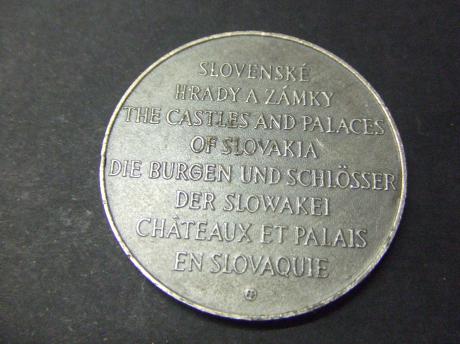 SLOVENSKÉ
HRADY A ZÁMKY
THE CASTLES AND PALACES
OF SLOVAKIA
DIE BURGEN UND SCHLÖSSER
DER SLOWAKEI
CHÂTEAUX ET PALAIS
EN SLOVAQUIE